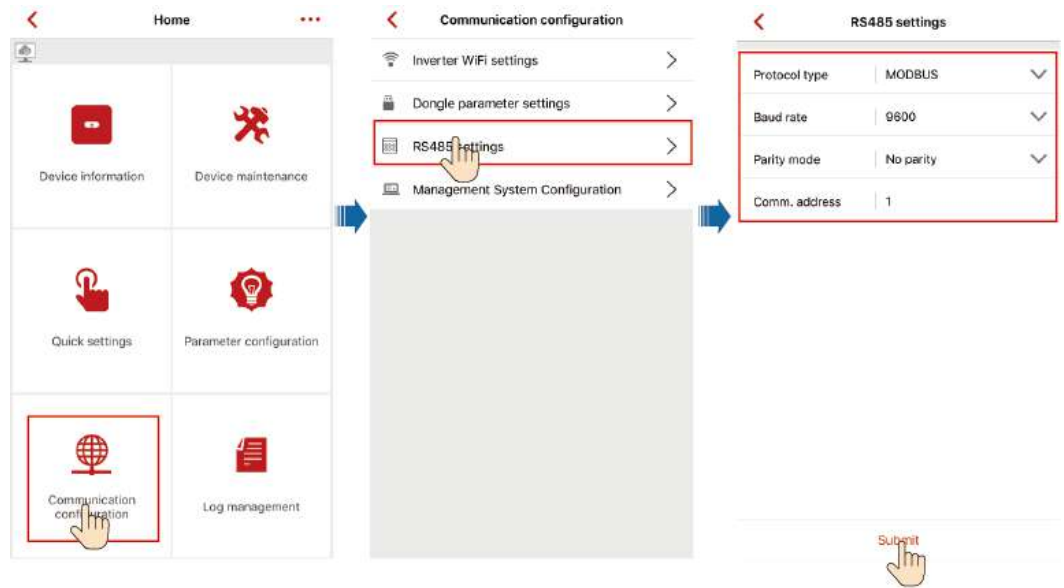 Home
Device information
Device maintenance
Quick settings
Parameter configuration
Communication
configuration
Log management
Communication configuration
Inverter WiFi settings
Dongle parameter settings
RS485 settings
Management System Configuration
RS485 settings
Protocol type MODBUS
Baud rate 9600
Parity mode No parity
Comm. address 1
Submit